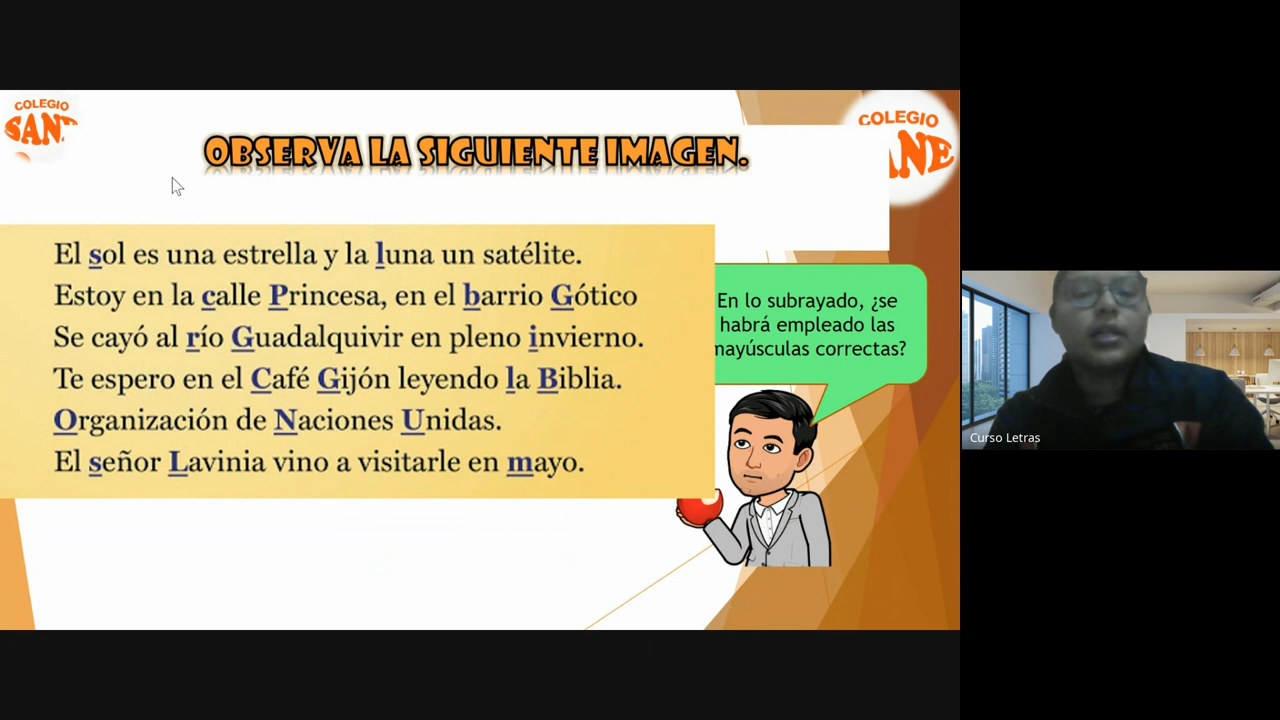 COLEGIO
SAN
COLEGIO
ANE
OBSERVA LA SIGUIENTE IMAGEN.
El sol es una estrella y la luna un satélite.
Estoy en la calle Princesa, en el barrio Gótico
Se cayó al río Guadalquivir en pleno invierno.
Te espero en el Café Gijón leyendo la Biblia.
Organización de Naciones Unidas.
El señor Lavinia vino a visitarle en mayo.
En lo subrayado, ¿se
habrá empleado las
mayúsculas correctas?
Curso Letras